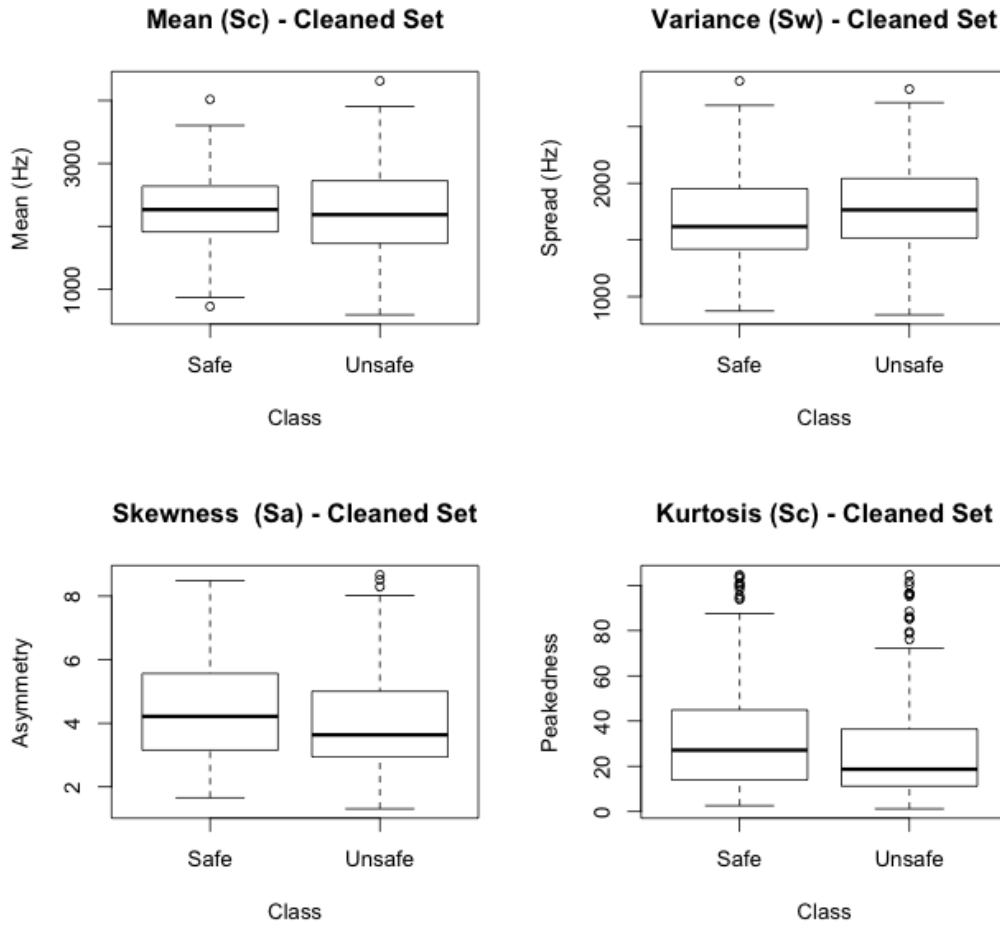 Mean (Sc) - Cleaned Set
Mean (Hz)
3000
1000
Safe
Unsafe
Class
Variance (Sw) - Cleaned Set
Spread (Hz)
2000
1000
Safe
Unsafe
Class
Skewness  (Sa) - Cleaned Set
Asymmetry
8
6
4
2
Safe
Unsafe
Class
Kurtosis (Sc) - Cleaned Set
Peakedness
80
60
40
20
0
Safe
Unsafe
Class